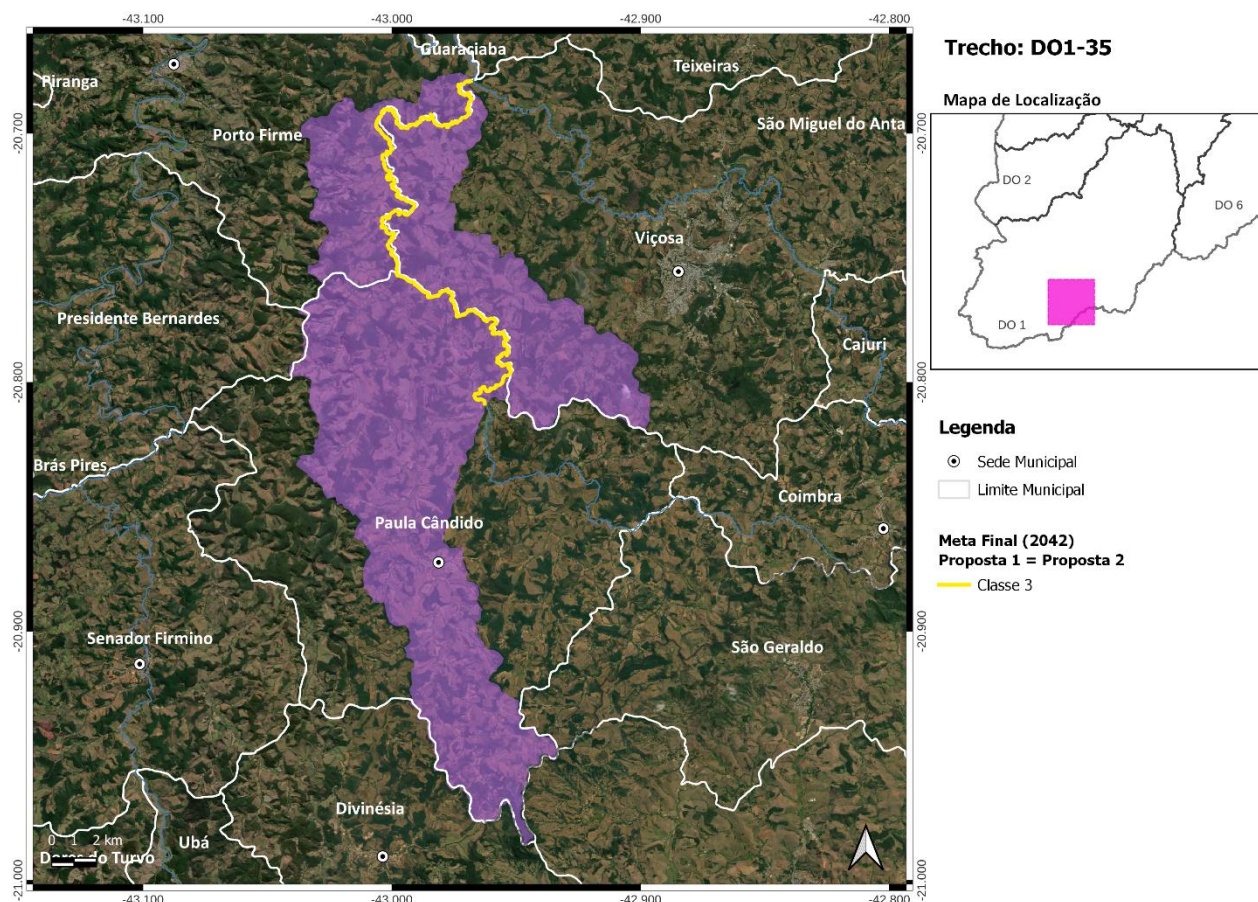 -43.100
-43.000
-42.900
-42.800
Guaraciaba
Teixeiras
Piranga
Porto Firme
São Miguel do Anta
-20.700
-20.700
Viçosa
Presidente Bernardes
Cajuri
-20.800
-20.800
Brás Pires
Coimbra
Paula Cândido
-20.900
-20.900
Senador Firmino
São Geraldo
Divinésia
Ubá
0 1 2 km
Dores do Turvo
-21.000
-21.000
-43.100
-43.000
-42.900
-42.800
Trecho: DO1-35
Mapa de Localização
DO 2
DO 6
DO 1
Legenda
Sede Municipal
Limite Municipal
Meta Final (2042)
Proposta 1 = Proposta 2
Classe 3